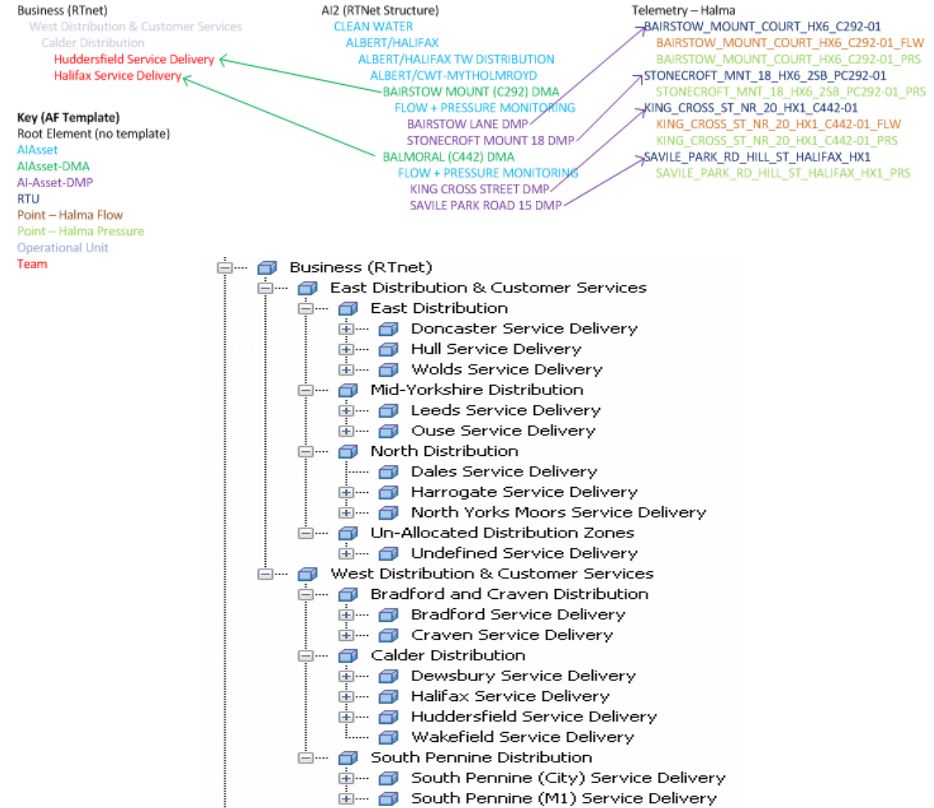 Business (RTnet)
West Distribution & Customer Services
Calder Distribution
Huddersfield Service Delivery
Halifax Service Delivery
Key (AF Template)
Root Element (no template)
AIAsset
AIAsset-DMA
AI-Asset-DMP
RTU
Point – Halma Flow
Point – Halma Pressure
Operational Unit
Team
AI2 (RTNet Structure)
CLEAN WATER
ALBERT/HALIFAX
ALBERT/HALIFAX TW DISTRIBUTION
ALBERT/CWT-MYTHOLMROYD
BAIRSTOW MOUNT (C292) DMA
FLOW + PRESSURE MONITORING
BAIRSTOW LANE DMP
STONECROFT MOUNT 18 DMP
BALMORAL (C442) DMA
FLOW + PRESSURE MONITORING
KING CROSS STREET DMP
SAVILE PARK ROAD 15 DMP
Telemetry – Halma
BAIRSTOW_MOUNT_COURT_HX6_C292-01
BAIRSTOW_MOUNT_COURT_HX6_C292-01_FLW
BAIRSTOW_MOUNT_COURT_HX6_C292-01_PRS
STONECROFT_MNT_18_HX6_2SB_PC292-01
STONECROFT_MNT_18_HX6_2SB_PC292-01_PRS
KING_CROSS_ST_NR_20_HX1_C442-01
KING_CROSS_ST_NR_20_HX1_C442-01_FLW
KING_CROSS_ST_NR_20_HX1_C442-01_PRS
SAVILE_PARK_RD_HILL_ST_HALIFAX_HX1
SAVILE_PARK_RD_HILL_ST_HALIFAX_HX1_PRS
Business (RTnet)
East Distribution & Customer Services
East Distribution
Doncaster Service Delivery
Hull Service Delivery
Wolds Service Delivery
Mid-Yorkshire Distribution
Leeds Service Delivery
Ouse Service Delivery
North Distribution
Dales Service Delivery
Harrogate Service Delivery
North Yorks Moors Service Delivery
Un-Allocated Distribution Zones
Undefined Service Delivery
West Distribution & Customer Services
Bradford and Craven Distribution
Bradford Service Delivery
Craven Service Delivery
Calder Distribution
Dewsbury Service Delivery
Halifax Service Delivery
Huddersfield Service Delivery
Wakefield Service Delivery
South Pennine Distribution
South Pennine (City) Service Delivery
South Pennine (M1) Service Delivery